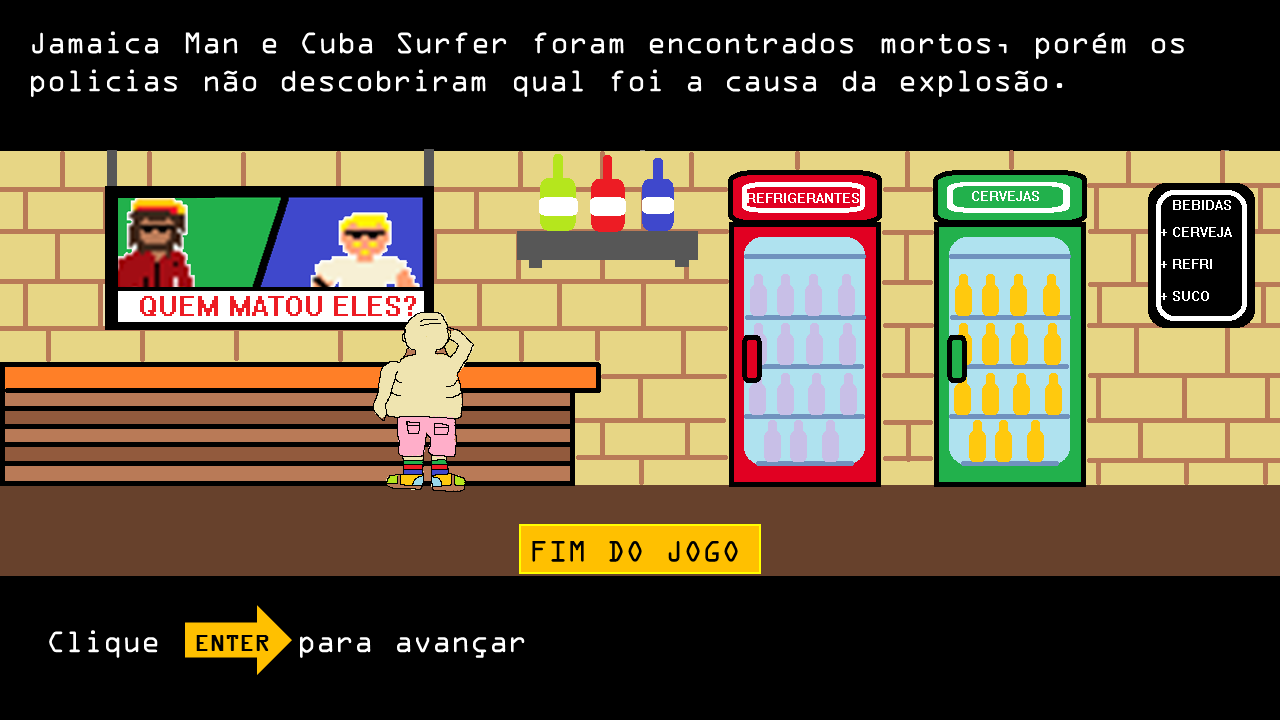 Jamaica Man e Cuba Surfer foram encontrados mortos, porém os
policias não descobriram qual foi a causa da explosão.
QUEM MATOU ELES?
REFRIGERANTES
CERVEJAS
BEBIDAS
+ CERVEJA
+ REFRI
+ SUCO
FIM DO JOGO
Clique ENTER para avançar